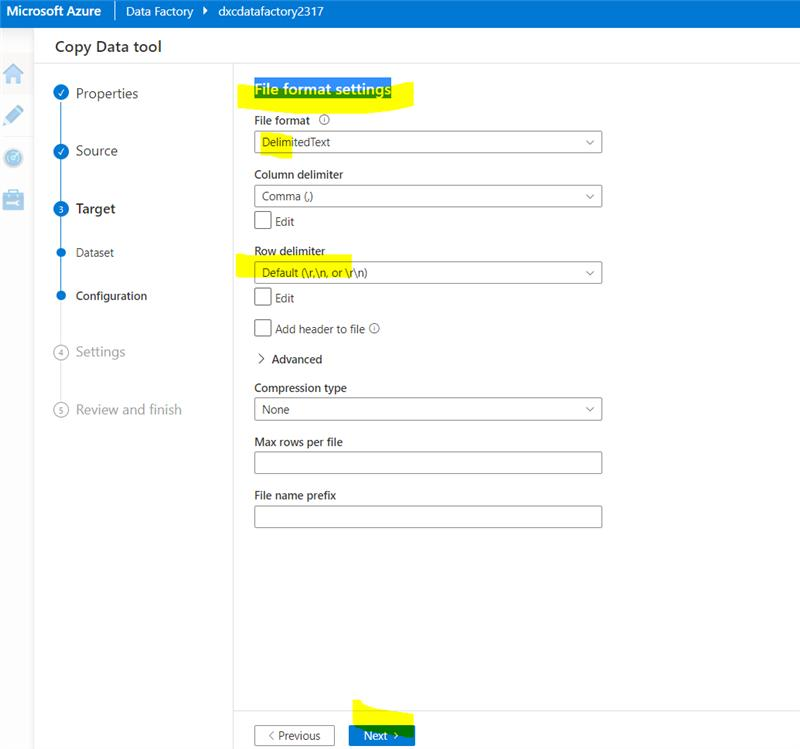 Microsoft Azure Data Factory dxcdatafactory2317
Copy Data tool
Properties
Source
3 Target
Dataset
Configuration
4 Settings
5 Review and finish
File format settings
File format
DelimitedText
Column delimiter
Comma (,)
Edit
Row delimiter
Default (\r,\n, or \r\n)
Edit
Add header to file
Advanced
Compression type
None
Max rows per file
File name prefix
Previous Next